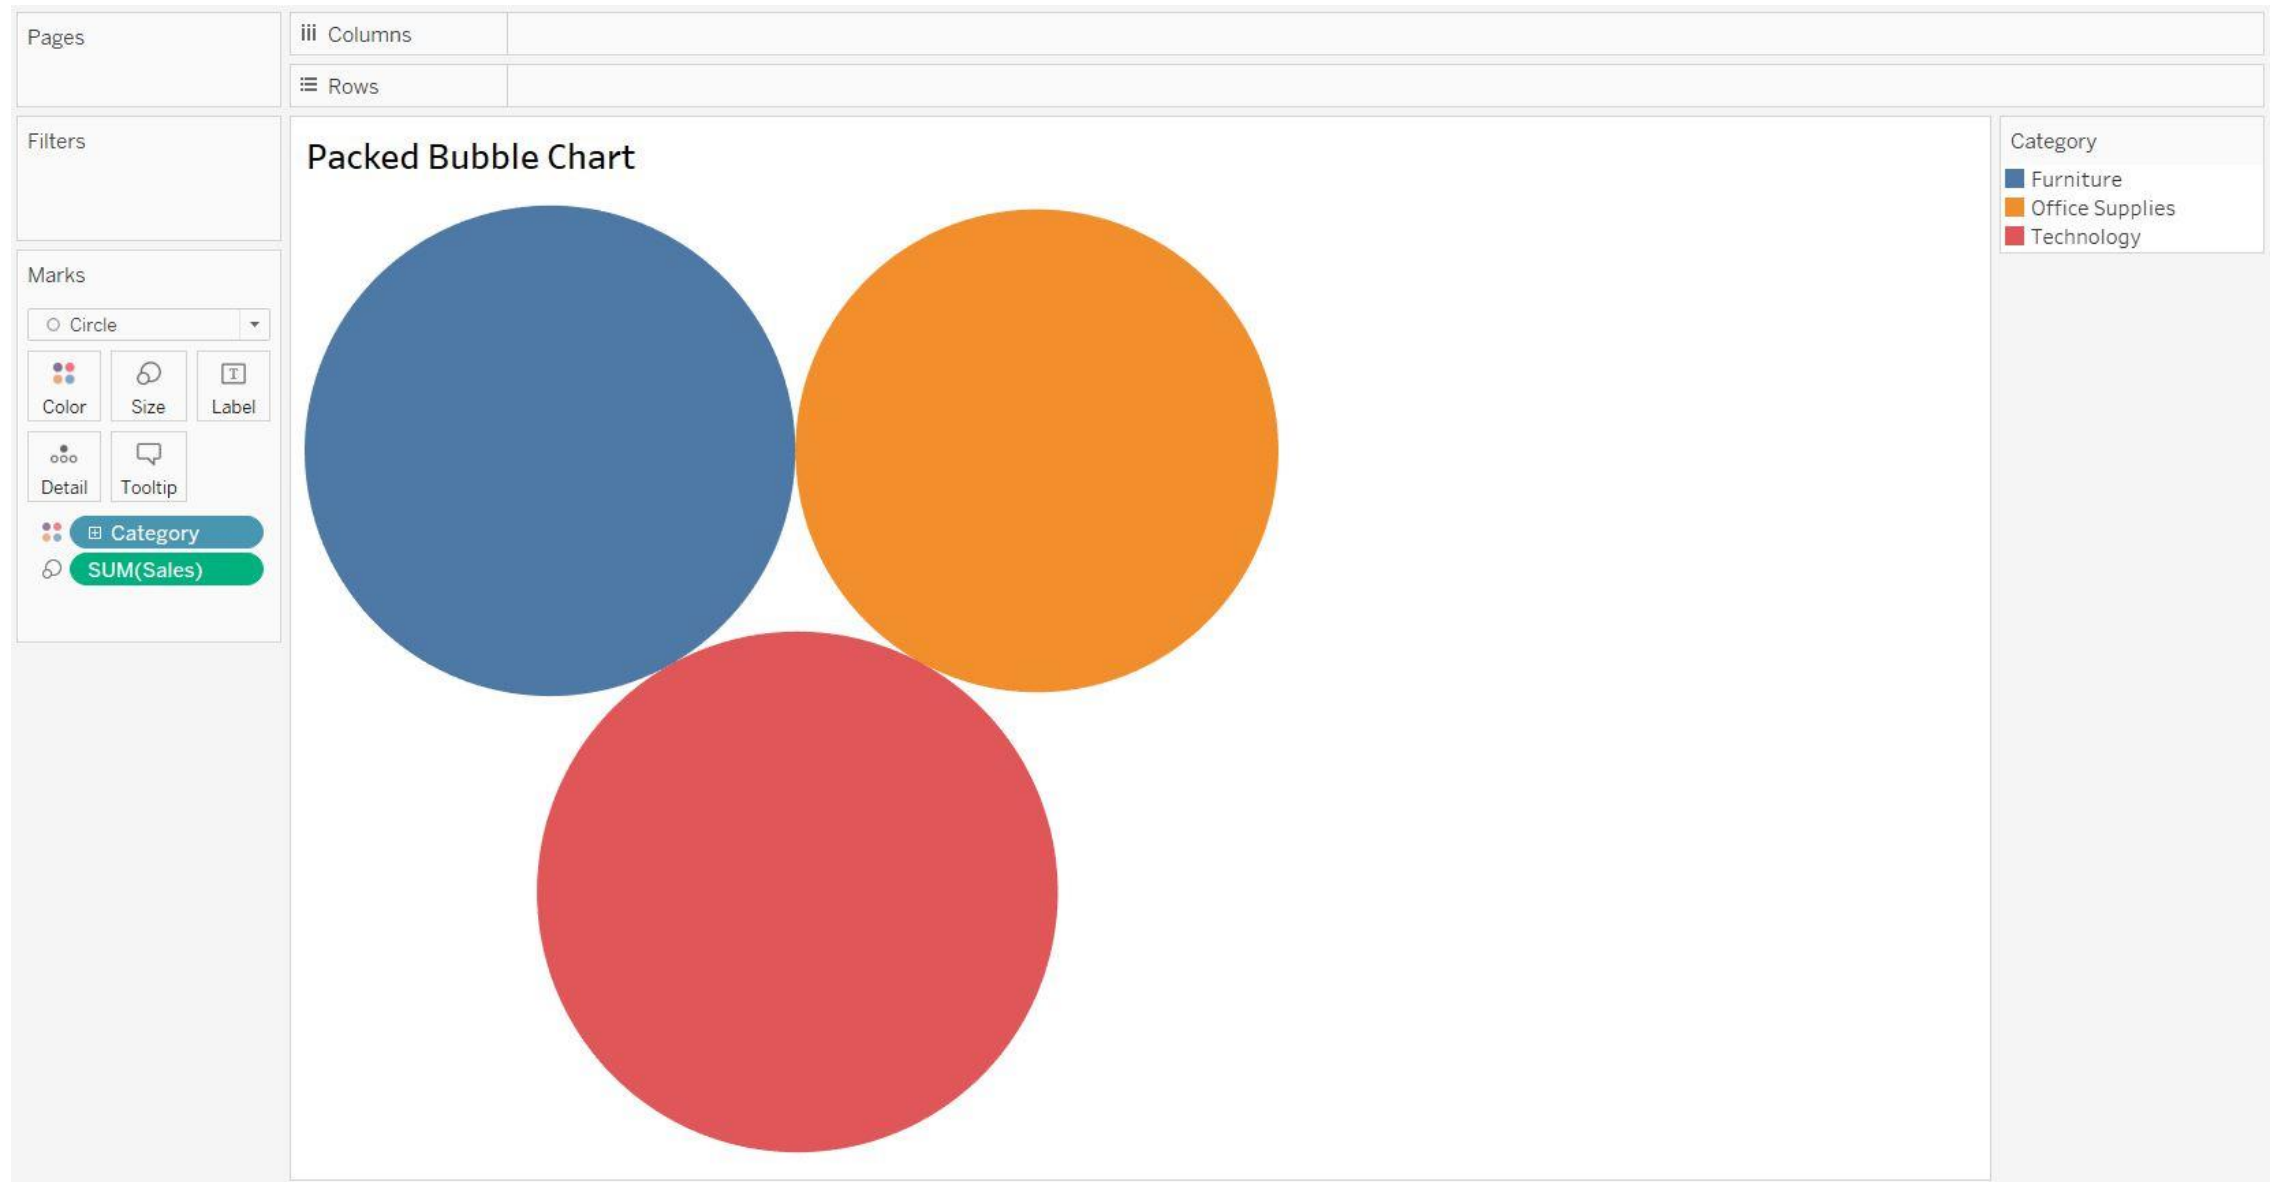 Pages
Columns
Rows
Filters
Packed Bubble Chart
Category
Furniture
Office Supplies
Technology
Marks
Circle
Color Size Label
T
Detail Tooltip
Category
SUM(Sales)